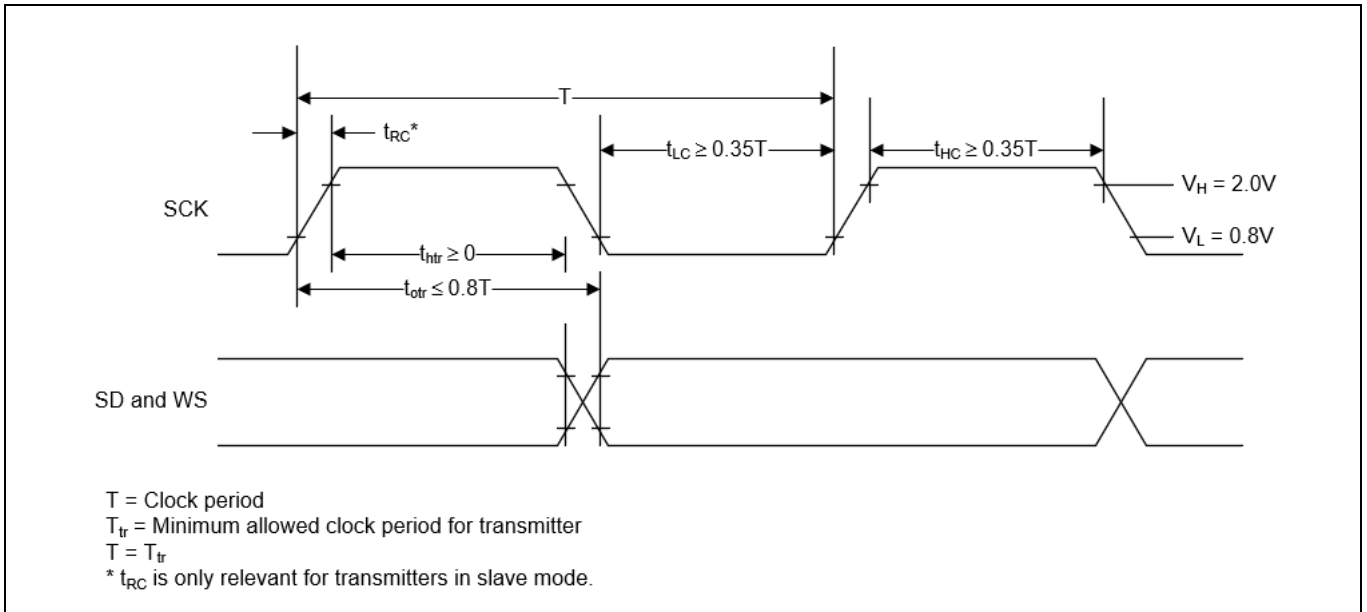 T
tRC*
tLC ≥ 0.35T
tHC ≥ 0.35T
SCK
VH = 2.0V
VL = 0.8V
thtr ≥ 0
totr ≤ 0.8T
SD and WS
T = Clock period
Ttr = Minimum allowed clock period for transmitter
T = Ttr
* tRC is only relevant for transmitters in slave mode.